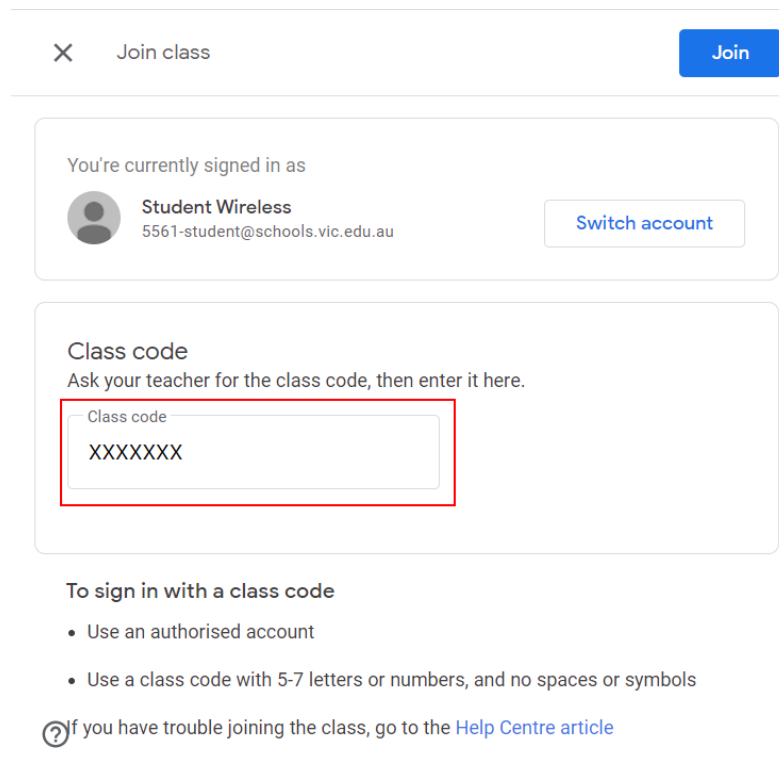 Join class
Join
You're currently signed in as
Student Wireless
5561-student@schools.vic.edu.au
Switch account
Class code
Ask your teacher for the class code, then enter it here.
Class code
XXXXXXX
To sign in with a class code
• Use an authorised account
• Use a class code with 5-7 letters or numbers, and no spaces or symbols
If you have trouble joining the class, go to the Help Centre article